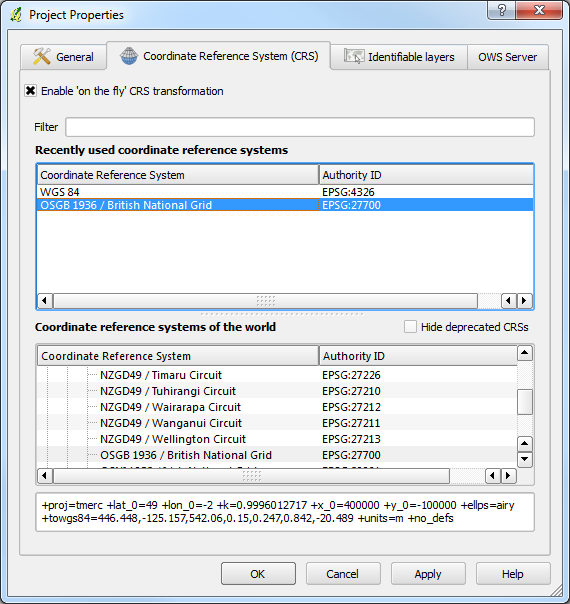 Project Properties
General
Coordinate Reference System (CRS)
Identifiable layers
OWS Server
Enable 'on the fly' CRS transformation
Filter
Recently used coordinate reference systems
Coordinate Reference System Authority ID
WGS 84 EPSG:4326
OSGB 1936 / British National Grid EPSG:27700
Coordinate reference systems of the world
Hide deprecated CRSs
Coordinate Reference System Authority ID
NZGD49 / Timaru Circuit EPSG:27226
NZGD49 / Tuhirangi Circuit EPSG:27210
NZGD49 / Wairarapa Circuit EPSG:27212
NZGD49 / Wanganui Circuit EPSG:27211
NZGD49 / Wellington Circuit EPSG:27213
OSGB 1936 / British National Grid EPSG:27700
+proj=tmerc +lat_0=49 +lon_0=-2 +k=0.9996012717 +x_0=400000 +y_0=-100000 +ellps=airy
+towgs84=446.448,-125.157,542.06,0.15,0.247,0.842,-20.489 +units=m +no_defs
OK
Cancel
Apply
Help